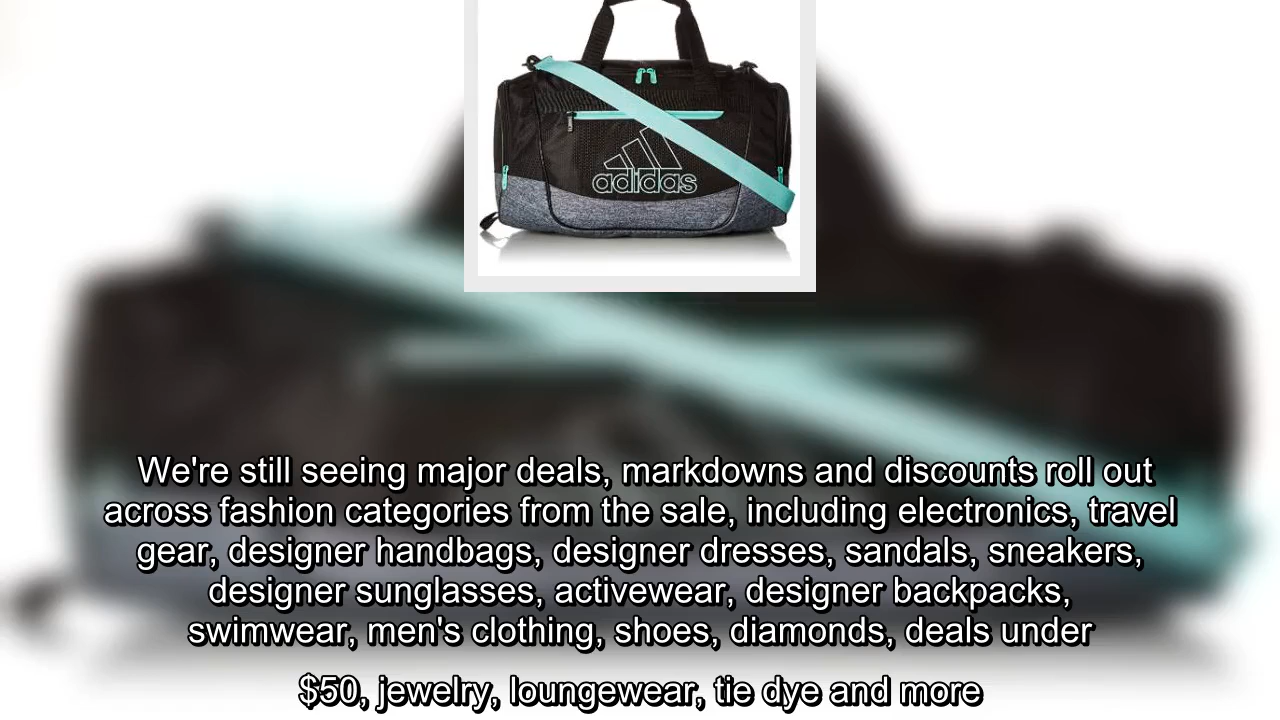 adidas
We're still seeing major deals, markdowns and discounts roll out
across fashion categories from the sale, including electronics, travel
gear, designer handbags, designer dresses, sandals, sneakers,
designer sunglasses, activewear, designer backpacks,
swimwear, men's clothing, shoes, diamonds, deals under
$50, jewelry, loungewear, tie dye and more